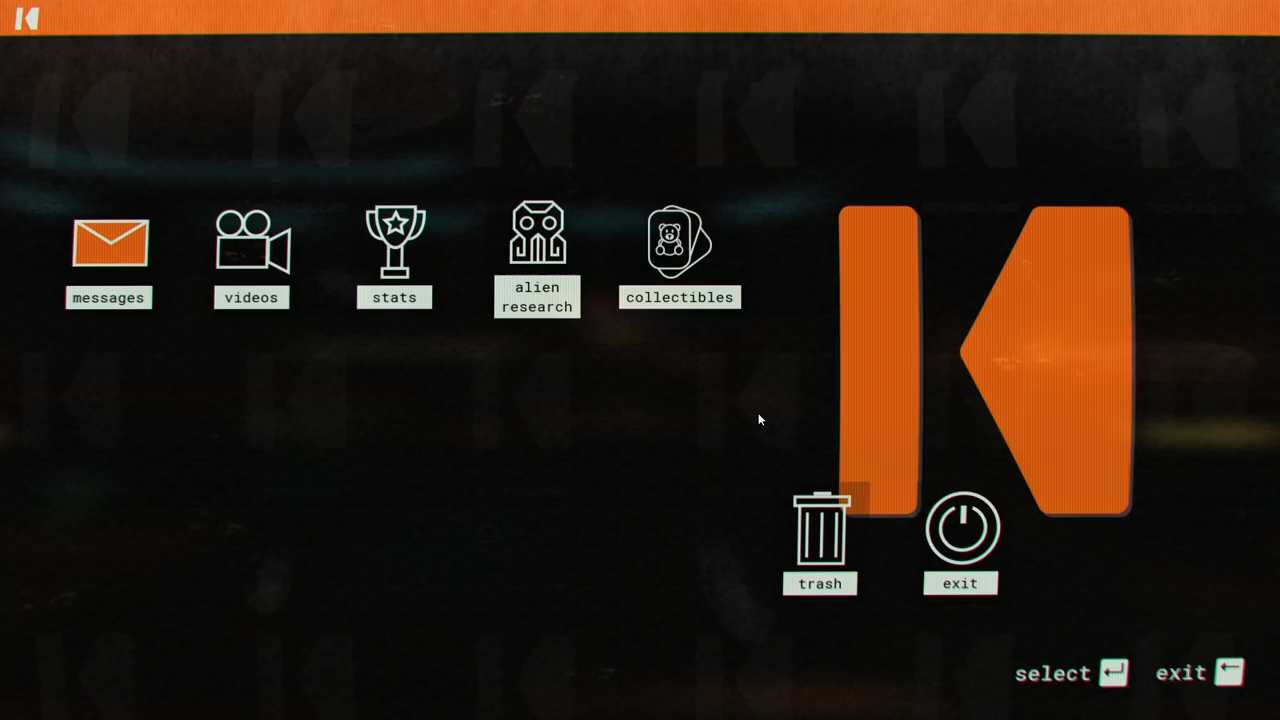 messages
videos
stats
alien
research
collectibles
trash
exit
select
exit